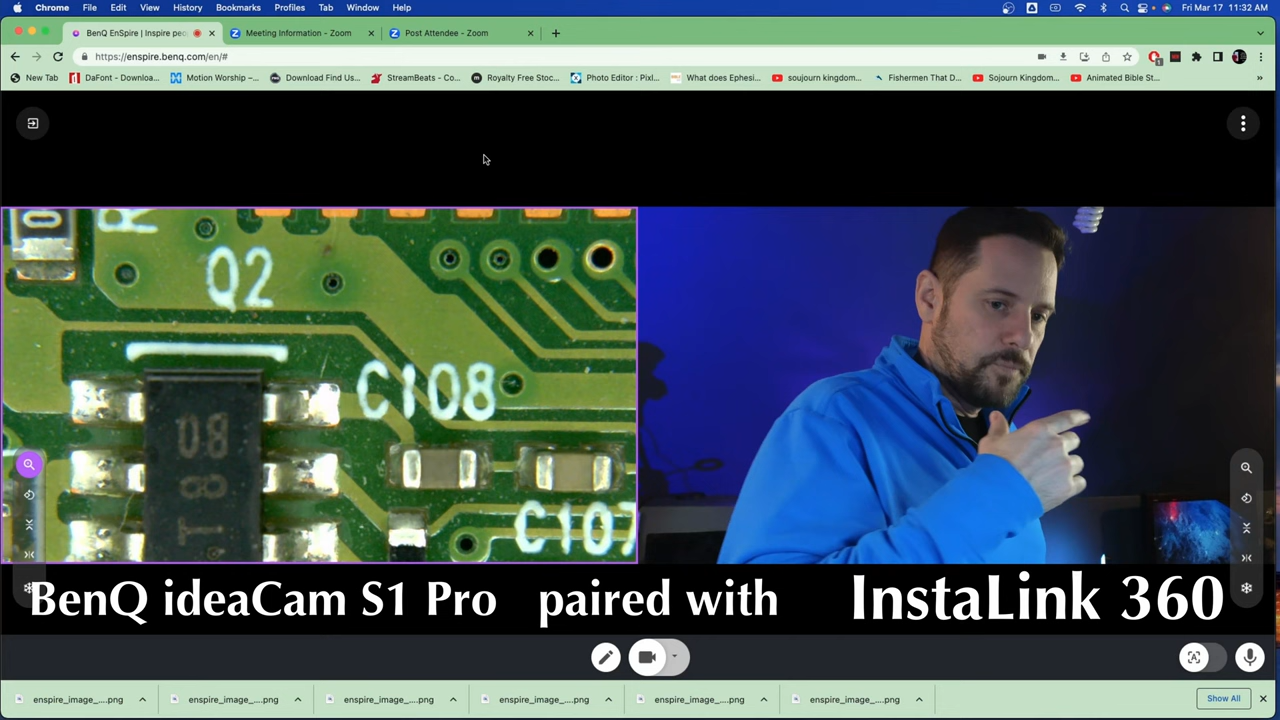 Chrome File Edit View History Bookmarks Profiles Tab Window Help Fri Mar 17 11:32 AM
BenQ EnSpire | Inspire peo Meeting Information - Zoom Post Attendee - Zoom
https://enspire.benq.com/en/#
New Tab DaFont - Downloa... Motion Worship –... Download Find Us... StreamBeats - Co... Royalty Free Stoc... Photo Editor : Pixl... What does Ephesi... soujourn kingdom... Fishermen That D... Sojourn Kingdom... Animated Bible St...
R
Q2
C108
08
T8
C107
BenQ ideaCam S1 Pro paired with InstaLink 360
enspire_image_....png enspire_image_....png enspire_image_....png enspire_image_....png enspire_image_....png enspire_image_....png Show All